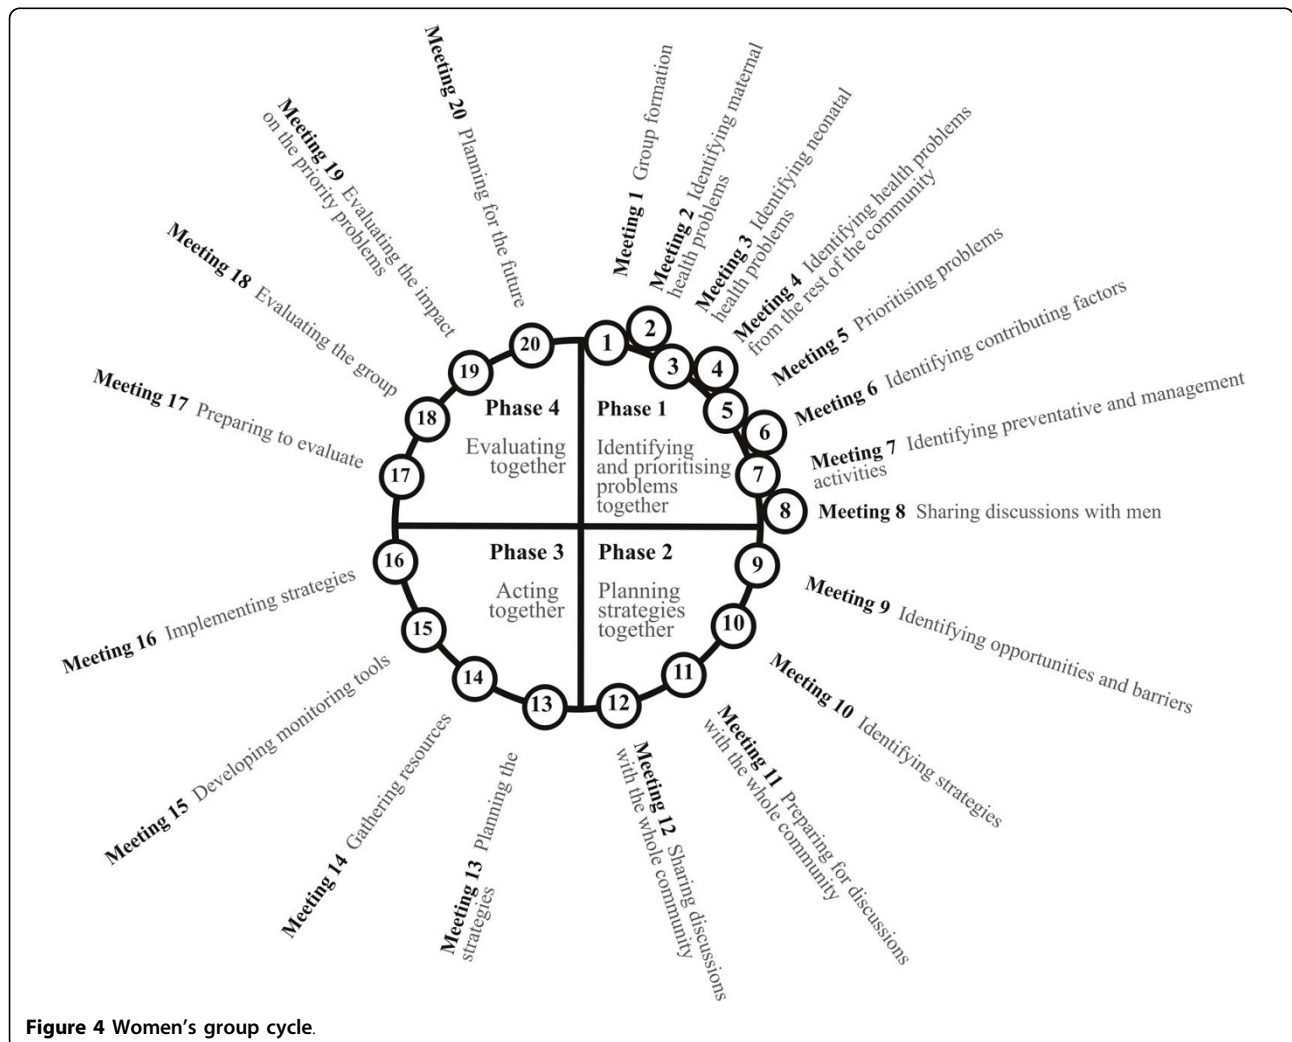 Meeting 1 Group formation
Meeting 2 Identifying maternal
health problems
Meeting 3 Identifying neonatal
health problems
Meeting 4 Identifying health problems
from the rest of the community
Meeting 5 Prioritising problems
Meeting 6 Identifying contributing factors
Meeting 7 Identifying preventative and management
activities
Meeting 8 Sharing discussions with men
Meeting 9 Identifying opportunities and barriers
Meeting 10 Identifying strategies
Meeting 11 Preparing for discussions
with the whole community
Meeting 12 Sharing discussions
with the whole community
Meeting 13 Planning the
strategies
Meeting 14 Gathering resources
Meeting 15 Developing monitoring tools
Meeting 16 Implementing strategies
Meeting 17 Preparing to evaluate
Meeting 18 Evaluating the group
Meeting 19 Evaluating the impact
on the priority problems
Meeting 20 Planning for the future
1
2
3
4
5
6
7
8
9
10
11
12
13
14
15
16
17
18
19
20
Phase 1
Identifying
and prioritising
problems
together
Phase 2
Planning
strategies
together
Phase 3
Acting
together
Phase 4
Evaluating
together
Figure 4 Women's group cycle.